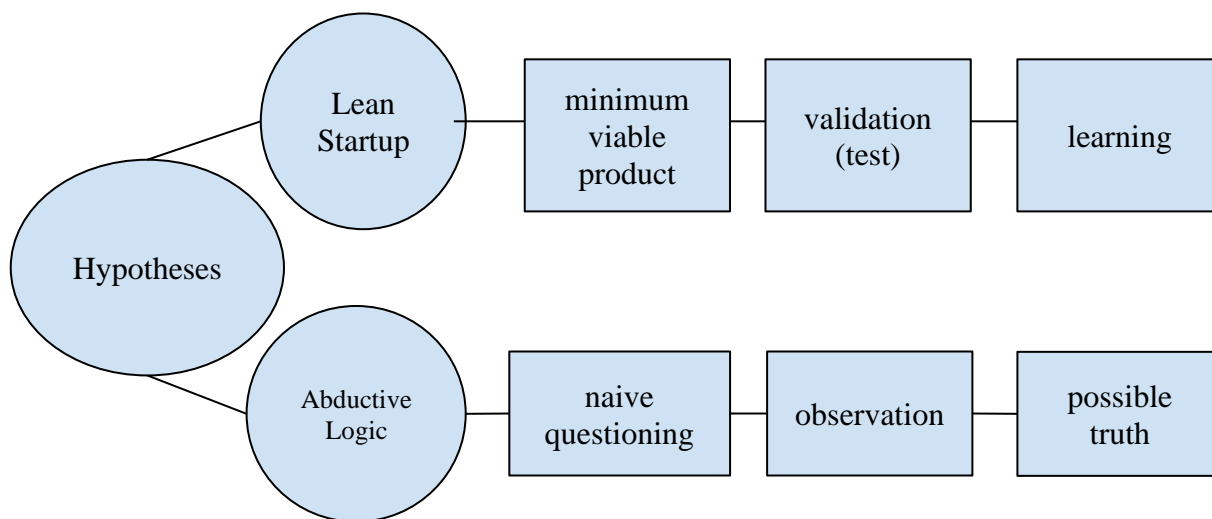 Lean
Startup
minimum
viable
product
validation
(test)
learning
Hypotheses
Abductive
Logic
naive
questioning
observation
possible
truth